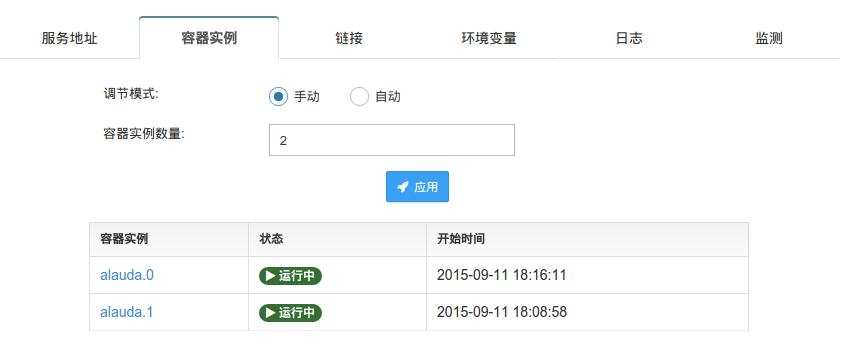 服务地址 容器实例 链接 环境变量 日志 监测
调节模式: 手动 自动
容器实例数量: 2
应用
容器实例 状态 开始时间
alauda.0 运行中 2015-09-11 18:16:11
alauda.1 运行中 2015-09-11 18:08:58